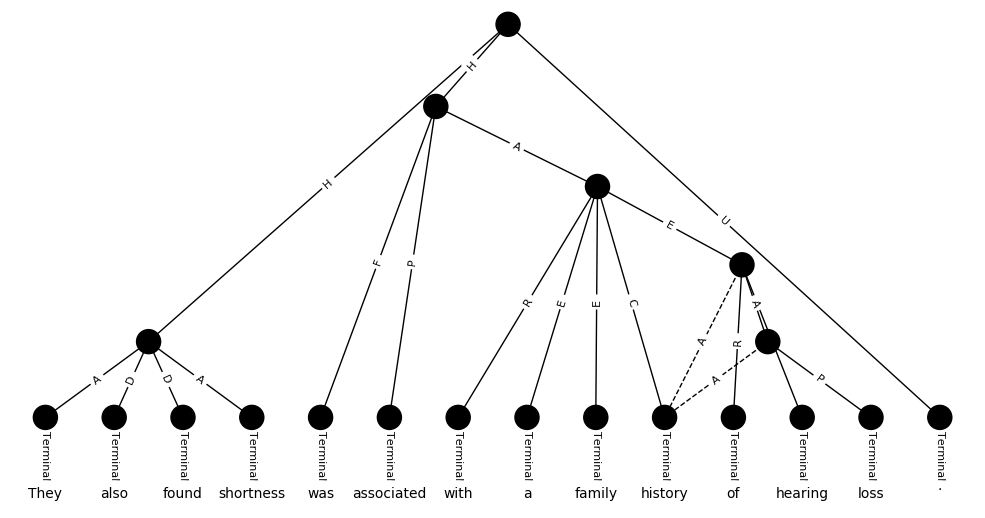 H
A
H
E
U
F
P
R
E
E
C
A
A
R
A
D
D
A
A
P
Terminal Terminal Terminal Terminal Terminal Terminal Terminal Terminal Terminal Terminal Terminal Terminal Terminal Terminal
They also found shortness was associated with a family history of hearing loss .